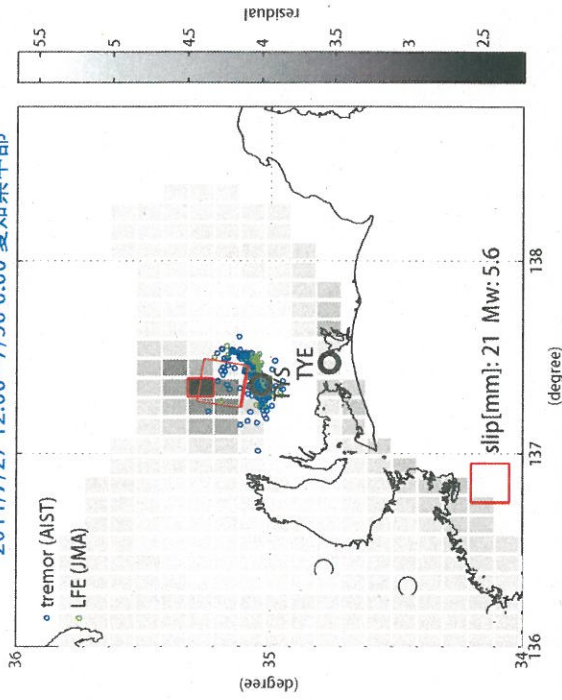 2011/7/27 12:00 - 7/30 6:00 愛知県中部
tremor (AIST)
LFE (JMA)
TYE
slip[mm]: 21 Mw: 5.6
36
35
34
(degree)
136
137
138
(degree)
5.5
5
4.5
4
3.5
3
2.5
residual